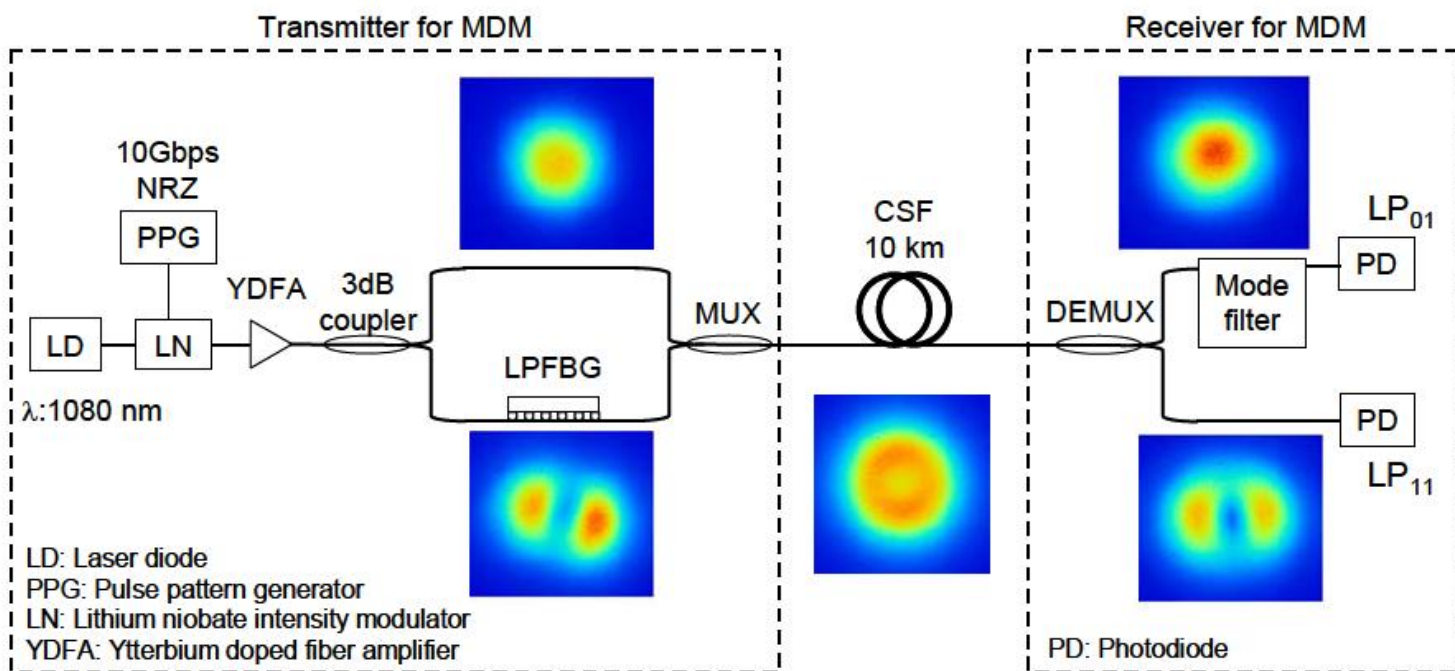 Transmitter for MDM
Receiver for MDM
10Gbps
NRZ
PPG
YDFA
3dB
coupler
LD
LN
λ:1080 nm
LPFBG
MUX
CSF
10 km
DEMUX
Mode
filter
LP₀₁
PD
PD
LP₁₁
LD: Laser diode
PPG: Pulse pattern generator
LN: Lithium niobate intensity modulator
YDFA: Ytterbium doped fiber amplifier
PD: Photodiode